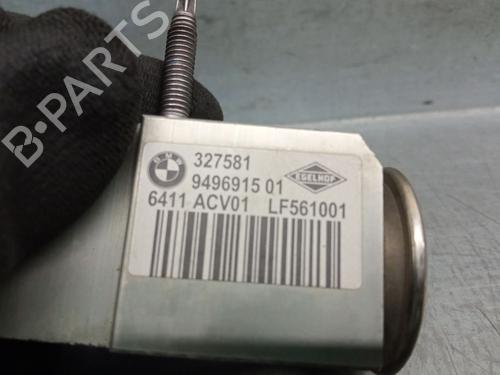 B-PARTS
BMW
327581
EGELHOF
9496915 01
6411 ACV01 LF561001